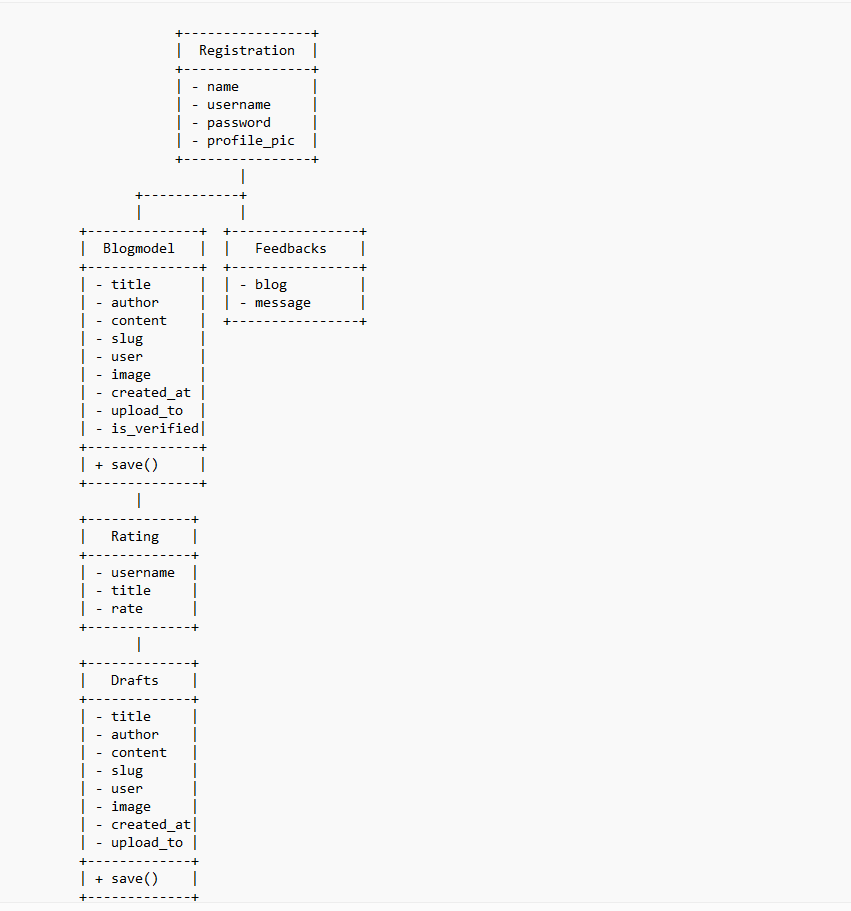 +----------------+
|  Registration  |
+----------------+
| - name         |
| - username     |
| - password     |
| - profile_pic  |
+----------------+
|
+------------+
|            |
+--------------+  +----------------+
|  Blogmodel   |  |   Feedbacks    |
+--------------+  +----------------+
| - title      |  | - blog         |
| - author     |  | - message      |
| - content    |  +----------------+
| - slug       |
| - user       |
| - image      |
| - created_at |
| - upload_to  |
| - is_verified|
+--------------+
| + save()     |
+--------------+
|
+-------------+
|   Rating    |
+-------------+
| - username  |
| - title     |
| - rate      |
+-------------+
|
+-------------+
|   Drafts    |
+-------------+
| - title     |
| - author    |
| - content   |
| - slug      |
| - user      |
| - image     |
| - created_at|
| - upload_to |
+-------------+
| + save()    |
+-------------+